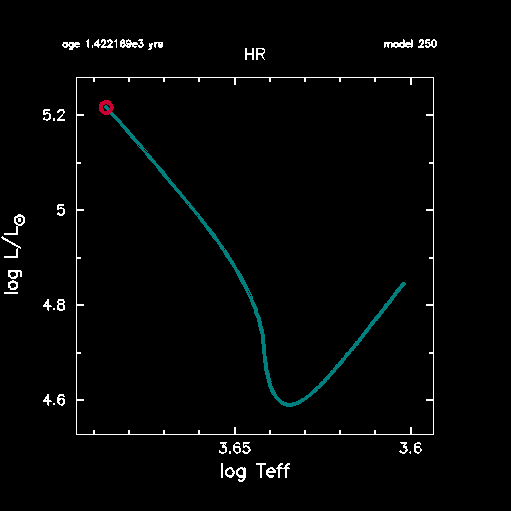 age 1.422169e3 yrs
model 250
HR
5.2
5
4.8
4.6
log L/L⊙
3.65
3.6
log Teff